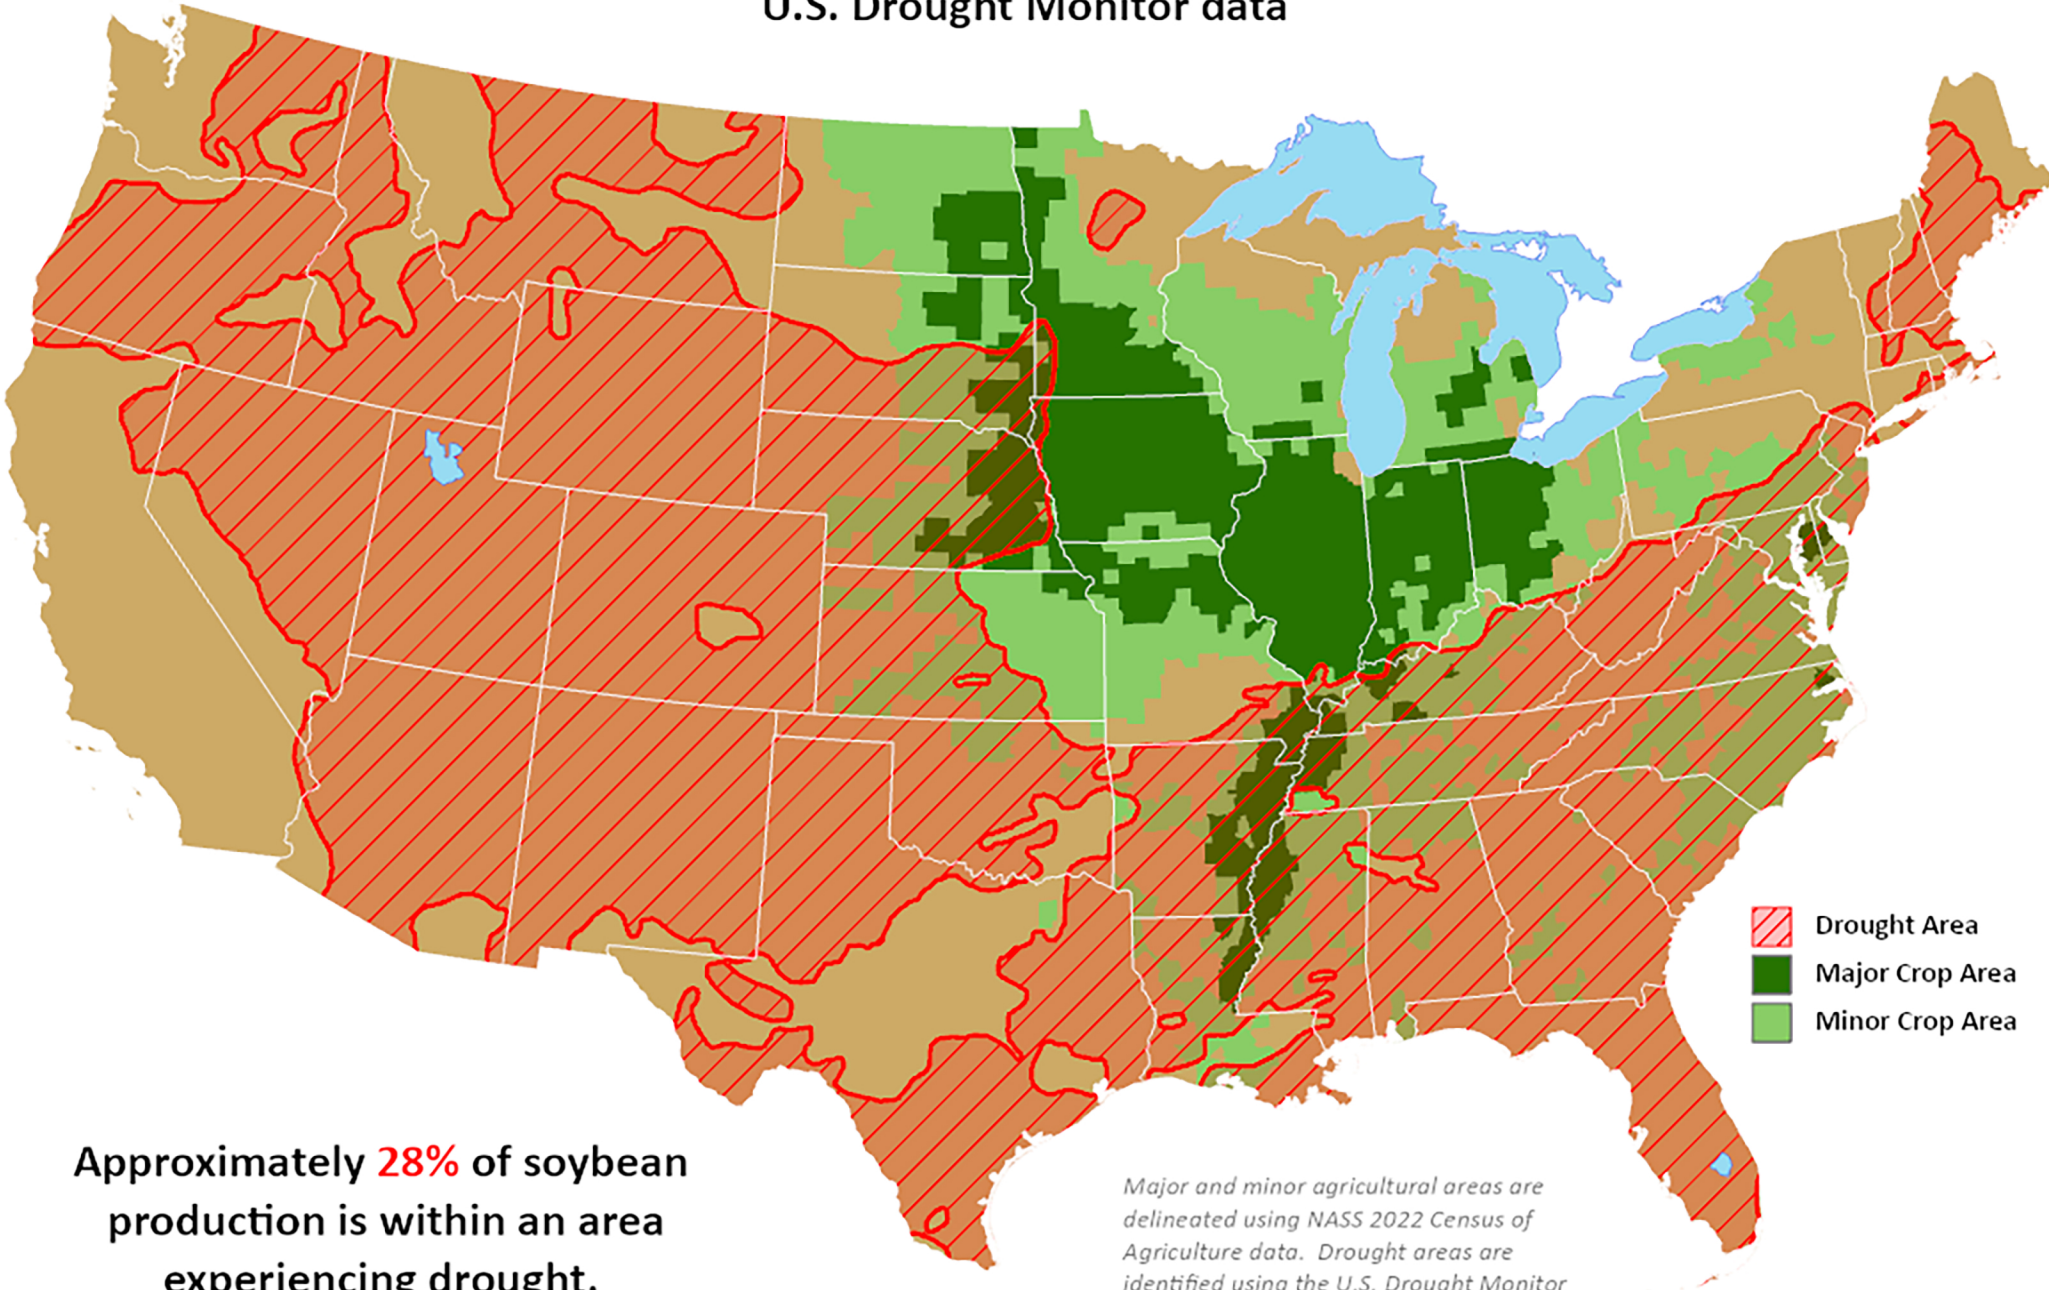 U.S. Drought Monitor data
Drought Area
Major Crop Area
Minor Crop Area
Approximately 28% of soybean
production is within an area
experiencing drought.
Major and minor agricultural areas are
delineated using NASS 2022 Census of
Agriculture data. Drought areas are
identified using the U.S. Drought Monitor